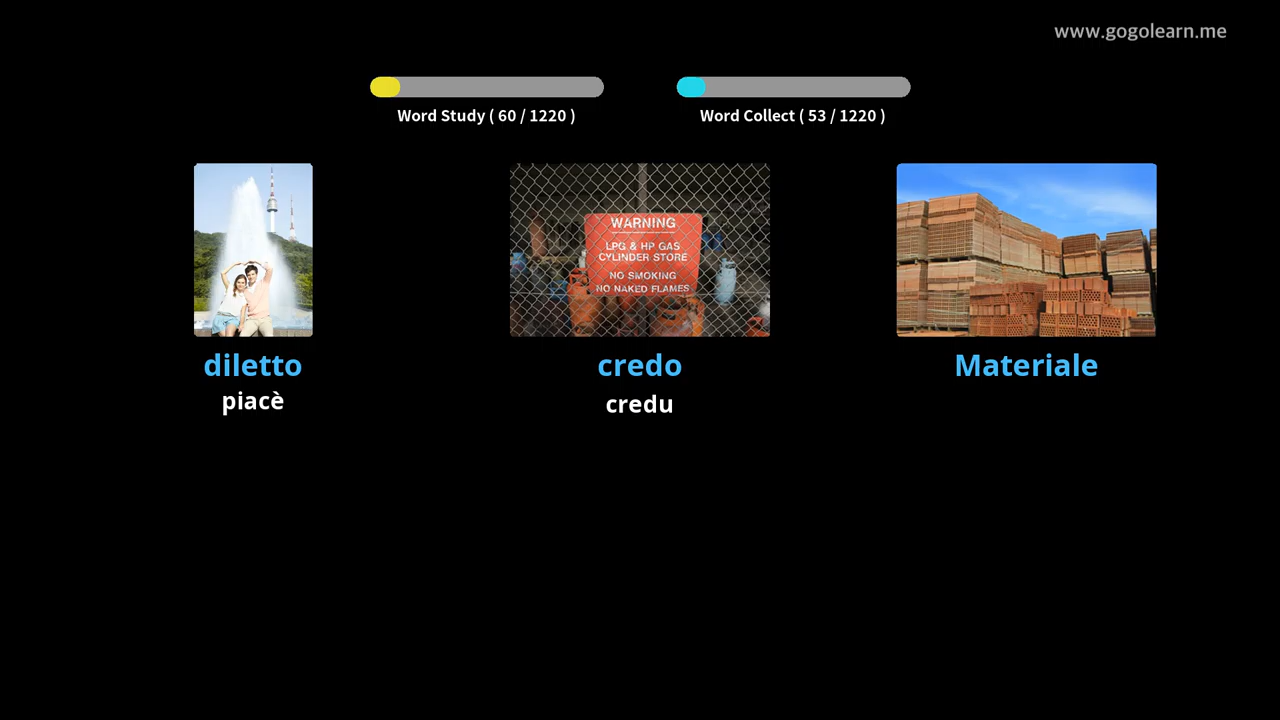 www.gogolearn.me
Word Study ( 60 / 1220 )
Word Collect ( 53 / 1220 )
WARNING
LPG & HP GAS
CYLINDER STORE
NO SMOKING
NO NAKED FLAMES
diletto
credo
Materiale
piacè
credu